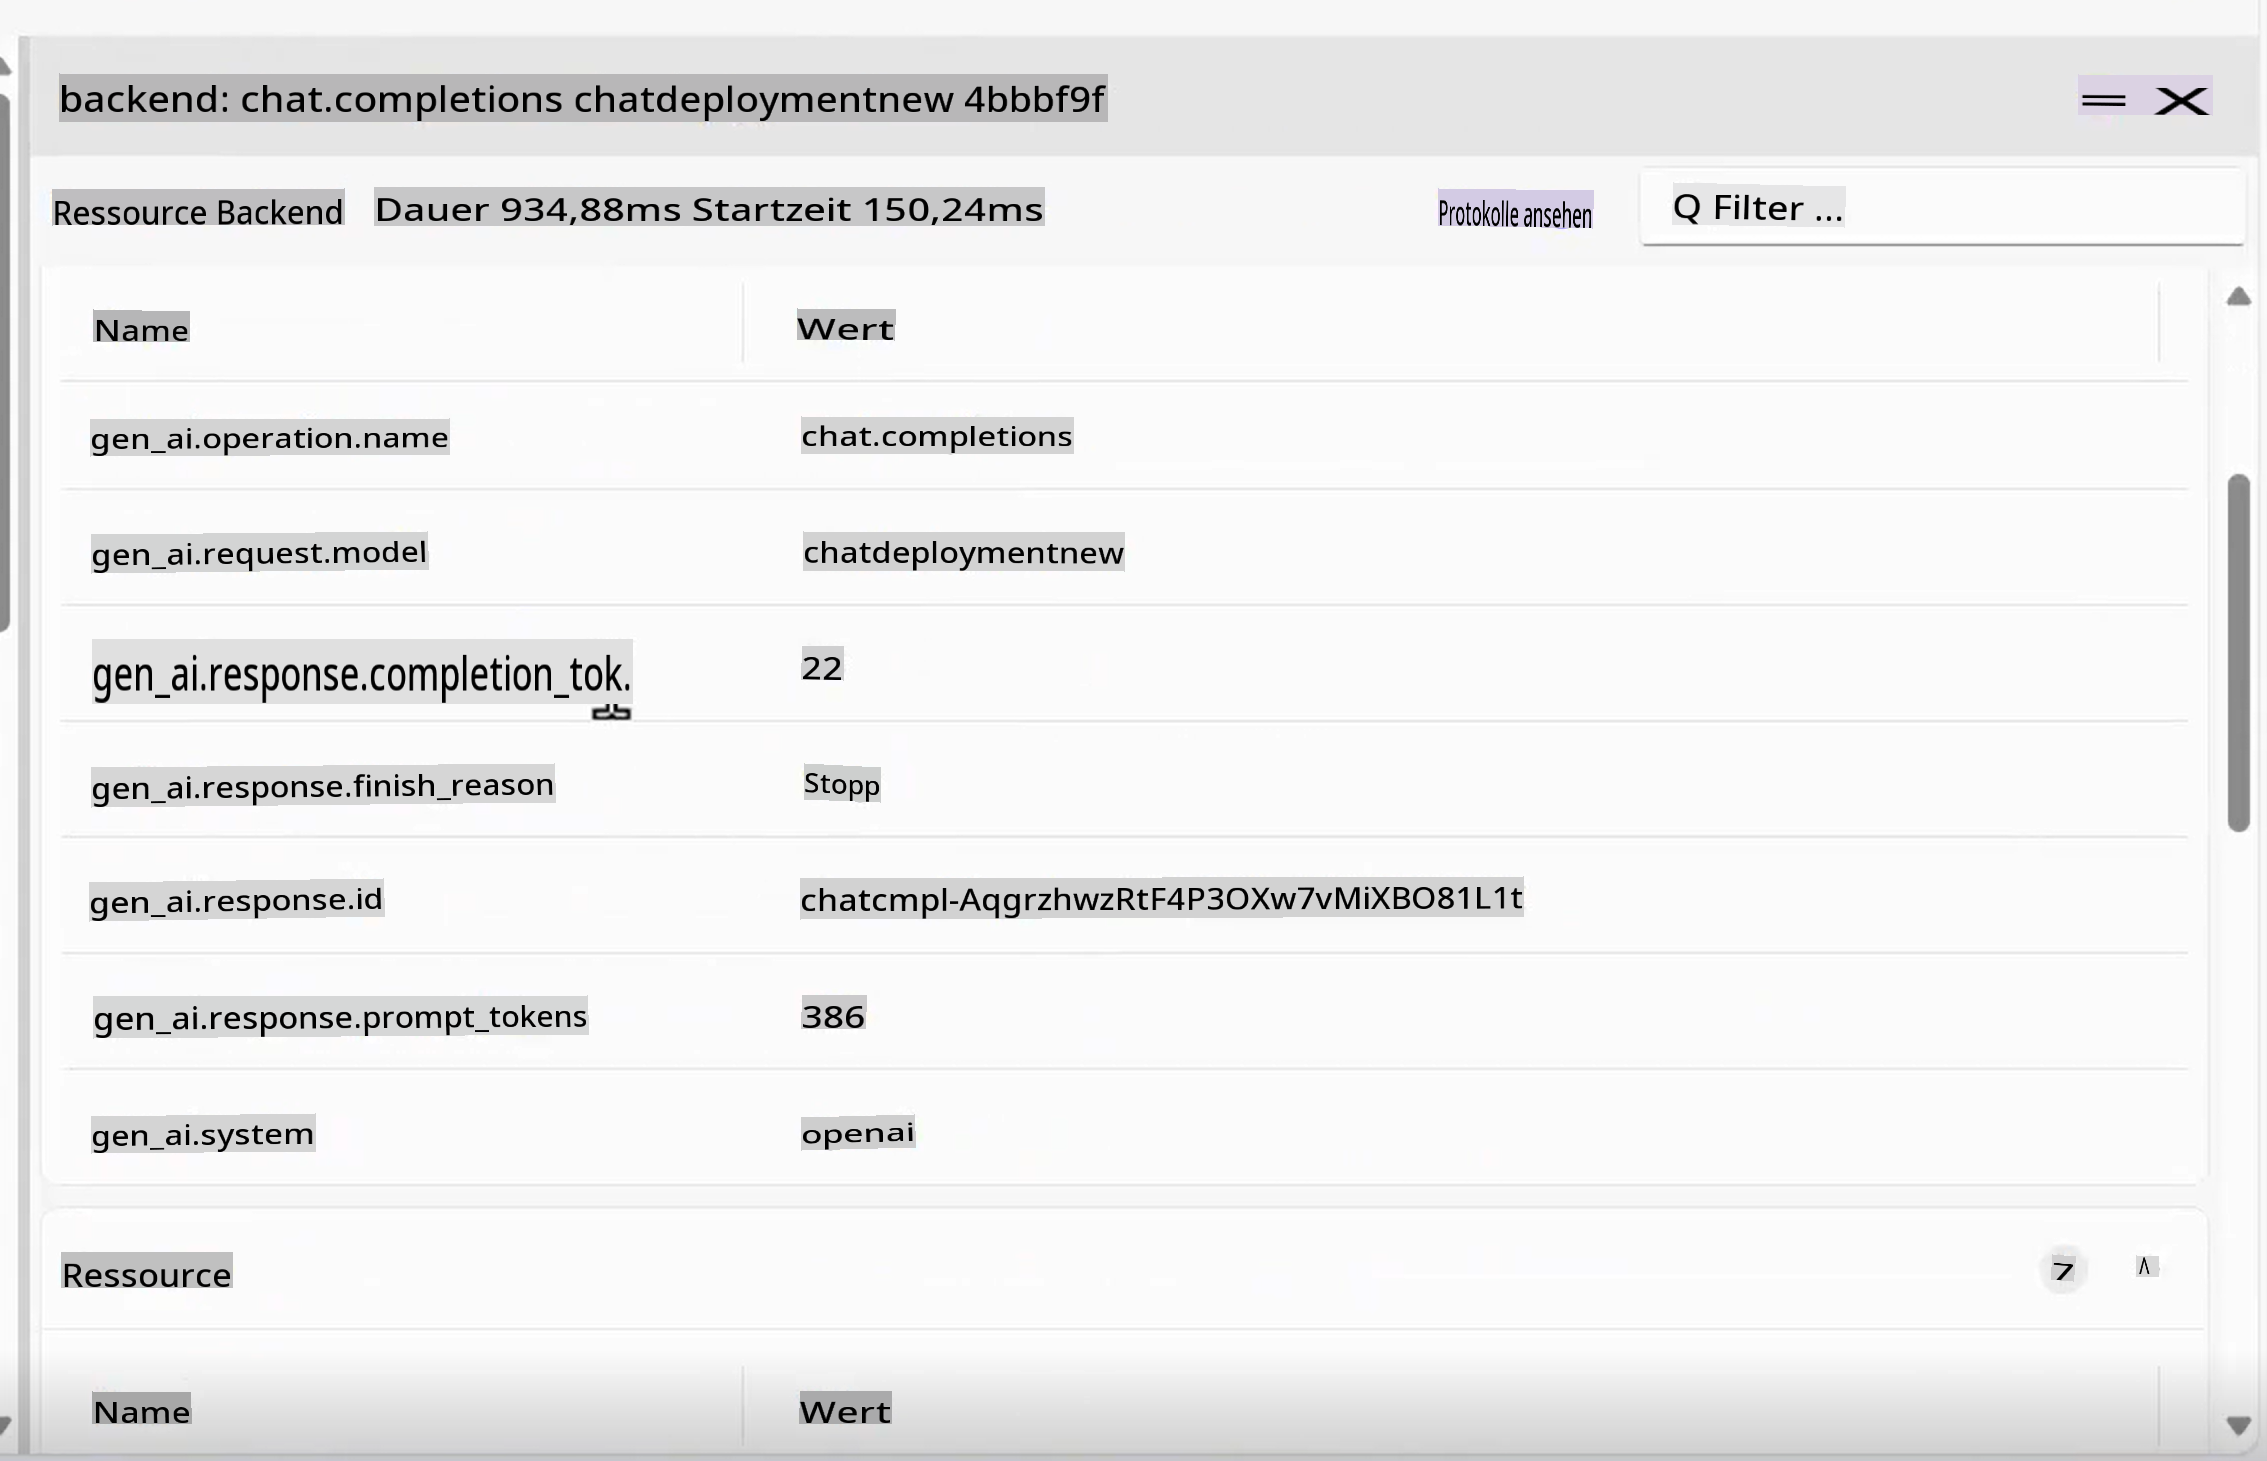 backend: chat.completions chatdeploymentnew 4bbbf9f
Ressource Backend Dauer 934,88ms Startzeit 150,24ms Protokolle ansehen Q Filter ...
Name Wert
gen_ai.operation.name chat.completions
gen_ai.request.model chatdeploymentnew
gen_ai.response.completion_tok. 22
gen_ai.response.finish_reason Stopp
gen_ai.response.id chatcmpl-AqgrzhwzRtF4P3OXw7vMiXBO81L1t
gen_ai.response.prompt_tokens 386
gen_ai.system openai
Ressource 7
Name Wert